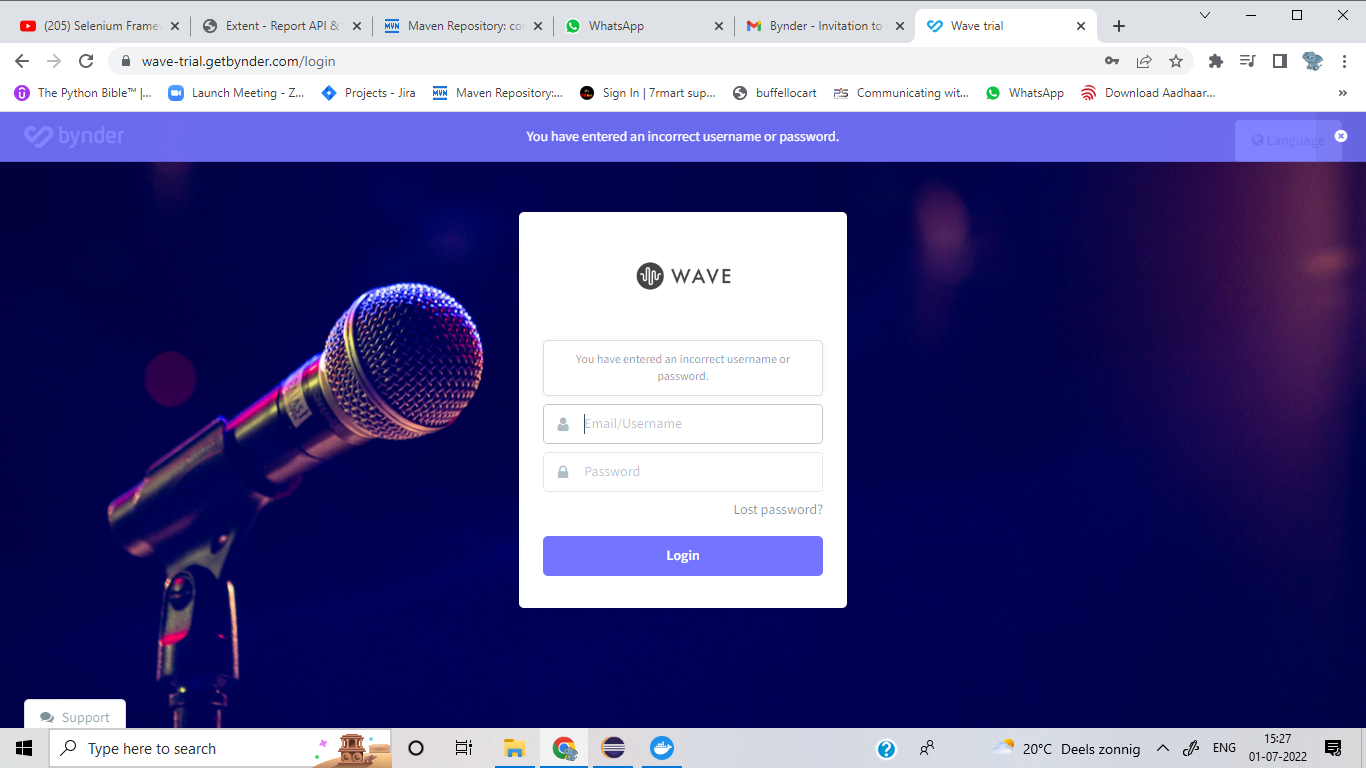 (205) Selenium Frame
Extent - Report API &
Maven Repository: co
WhatsApp
Bynder - Invitation to
Wave trial
wave-trial.getbynder.com/login
The Python Bible™ |...
Launch Meeting - Z...
Projects - Jira
MVN
Maven Repository:...
Sign In | 7rmart sup...
buffellocart
Communicating wit...
WhatsApp
Download Aadhaar...
»
bynder
You have entered an incorrect username or password.
Language
WAVE
You have entered an incorrect username or
password.
Email/Username
Password
Lost password?
Login
Support
Type here to search
20°C Deels zonnig
ENG
15:27
01-07-2022